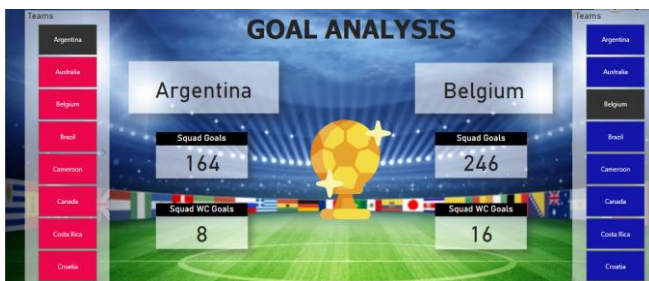 Teams
Argentina
Australia
Belgium
Brazil
Cameroon
Canada
Costa Rica
Croatia
GOAL ANALYSIS
Argentina
Belgium
Squad Goals
164
Squad Goals
246
Squad WC Goals
8
Squad WC Goals
16
Teams
Argentina
Australia
Belgium
Brazil
Cameroon
Canada
Costa Rica
Croatia